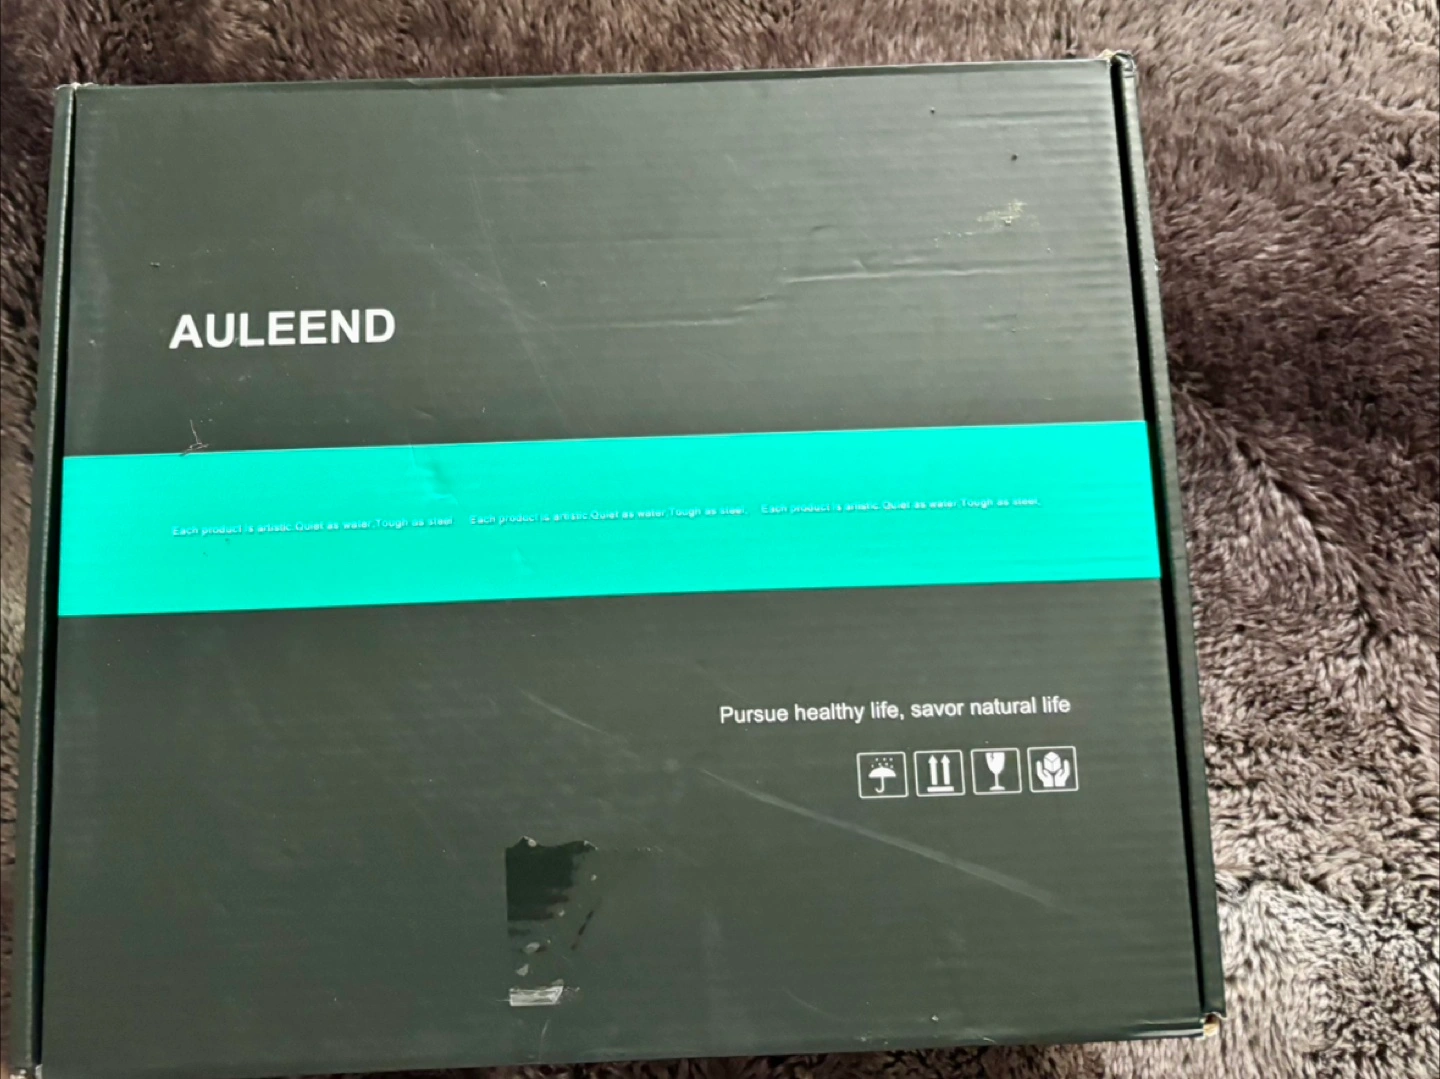 AULEEND
Each product is artistic.Quiet as water,Tough as steel. Each product is artistic.Quiet as water,Tough as steel. Each product is artistic.Quiet as water,Tough as steel.
Pursue healthy life, savor natural life